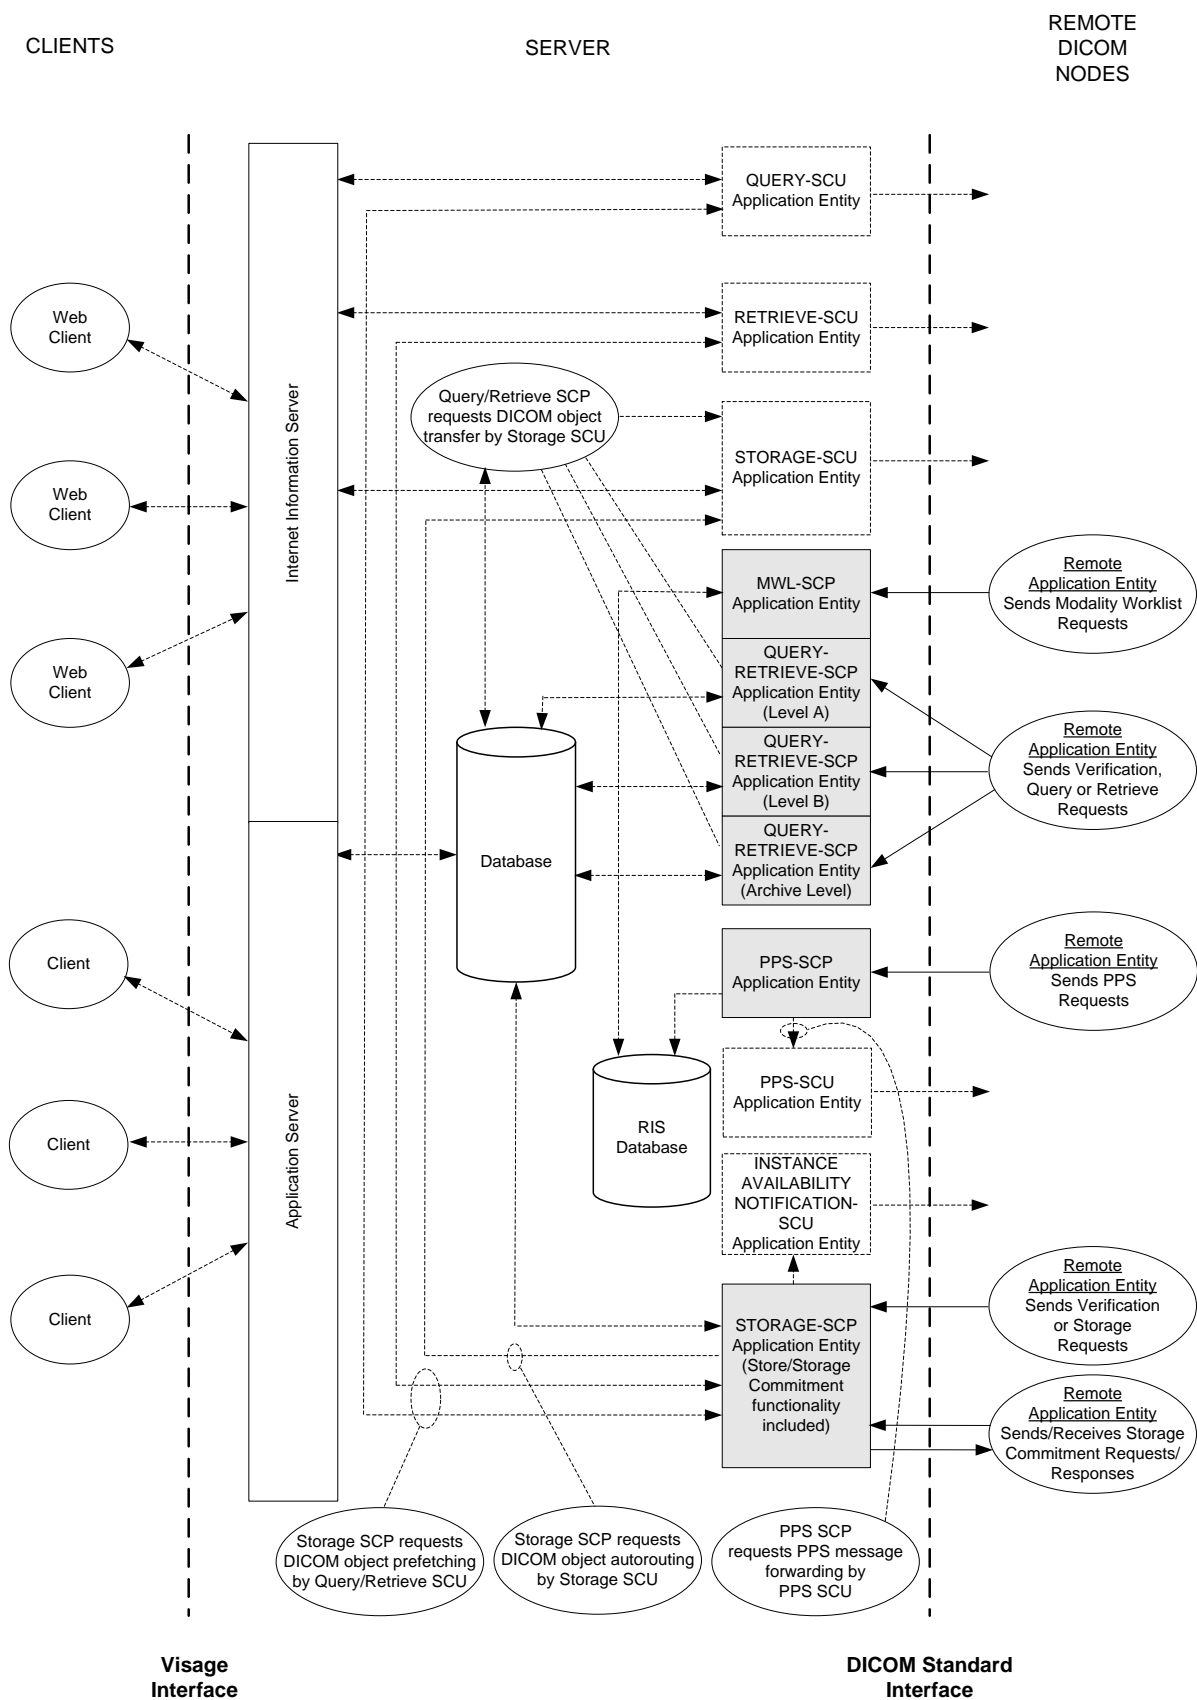 CLIENTS
SERVER
REMOTE
DICOM
NODES
QUERY-SCU
Application Entity
RETRIEVE-SCU
Application Entity
Web
Client
Query/Retrieve SCP
requests DICOM object
transfer by Storage SCU
STORAGE-SCU
Application Entity
Web
Client
Internet Information Server
MWL-SCP
Application Entity
Remote
Application Entity
Sends Modality Worklist
Requests
Web
Client
QUERY-
RETRIEVE-SCP
Application Entity
(Level A)
QUERY-
RETRIEVE-SCP
Application Entity
(Level B)
Remote
Application Entity
Sends Verification,
Query or Retrieve
Requests
QUERY-
RETRIEVE-SCP
Application Entity
(Archive Level)
Database
Client
PPS-SCP
Application Entity
Remote
Application Entity
Sends PPS
Requests
PPS-SCU
Application Entity
RIS
Database
Client
Application Server
INSTANCE
AVAILABILITY
NOTIFICATION-
SCU
Application Entity
Client
STORAGE-SCP
Application Entity
(Store/Storage
Commitment
functionality
included)
Remote
Application Entity
Sends Verification
or Storage
Requests
Remote
Application Entity
Sends/Receives Storage
Commitment Requests/
Responses
Storage SCP requests
DICOM object prefetching
by Query/Retrieve SCU
Storage SCP requests
DICOM object autorouting
by Storage SCU
PPS SCP
requests PPS message
forwarding by
PPS SCU
Visage
Interface
DICOM Standard
Interface